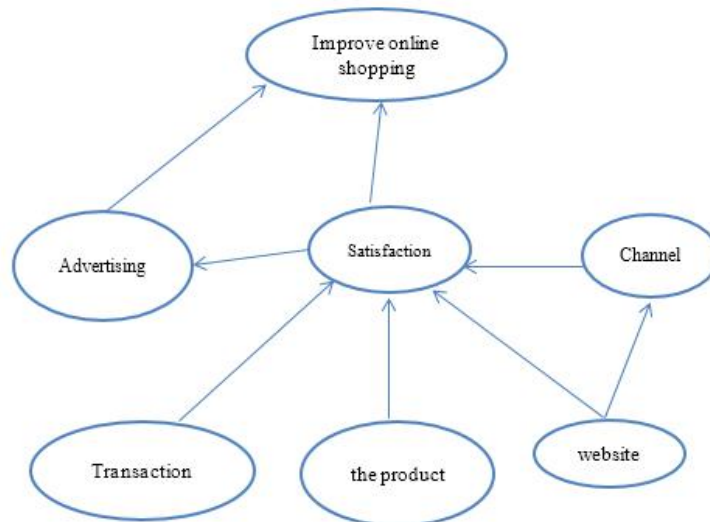 Improve online
shopping
Advertising
Satisfaction
Channel
Transaction
the product
website